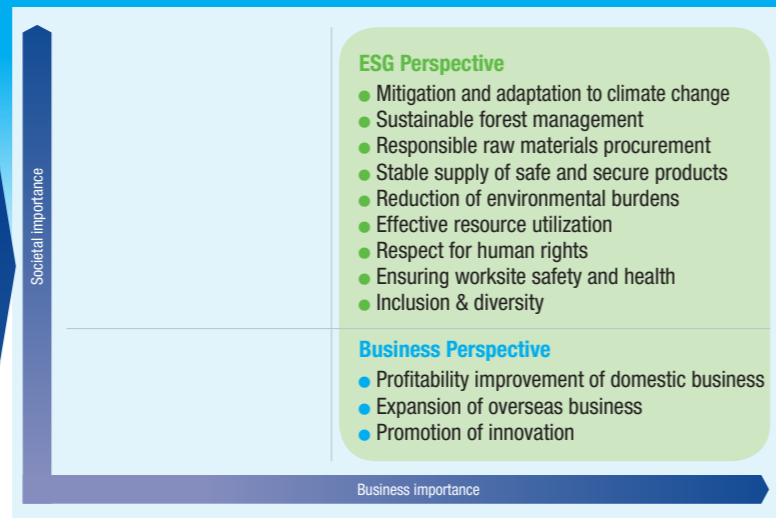 Societal importance
ESG Perspective
● Mitigation and adaptation to climate change
● Sustainable forest management
● Responsible raw materials procurement
● Stable supply of safe and secure products
● Reduction of environmental burdens
● Effective resource utilization
● Respect for human rights
● Ensuring worksite safety and health
● Inclusion & diversity
Business Perspective
● Profitability improvement of domestic business
● Expansion of overseas business
● Promotion of innovation
Business importance